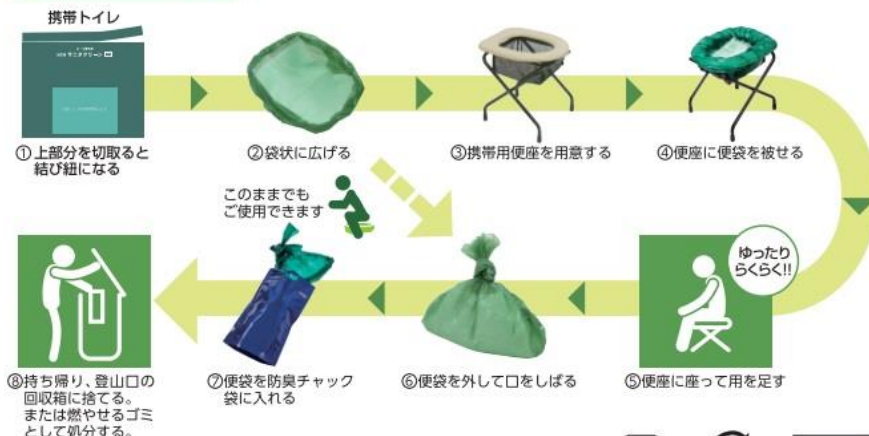 携帯トイレ
①上部分を切取ると
結び紐になる
②袋状に広げる
③携帯用便座を用意する
④便座に便袋を被せる
このままでも
ご使用できます
ゆったり
らくらく!!
⑤便座に座って用を足す
⑥便袋を外して口をしばる
⑦便袋を防臭チャック
袋に入れる
⑧持ち帰り、登山口の
回収箱に捨てる。
または燃やせるゴミ
として処分する。